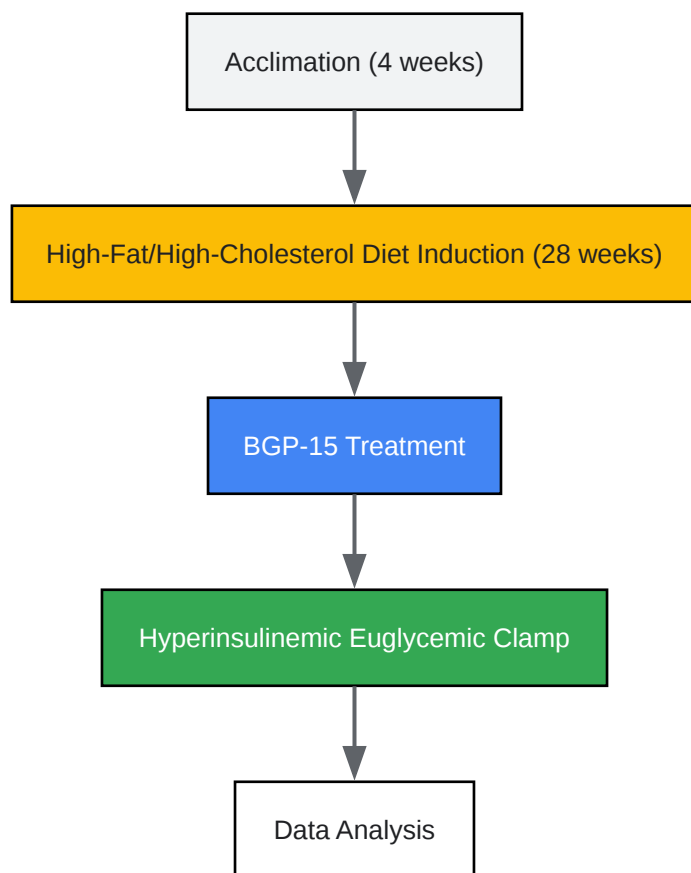 Acclimation (4 weeks)
High-Fat/High-Cholesterol Diet Induction (28 weeks)
BGP-15 Treatment
Hyperinsulinemic Euglycemic Clamp
Data Analysis